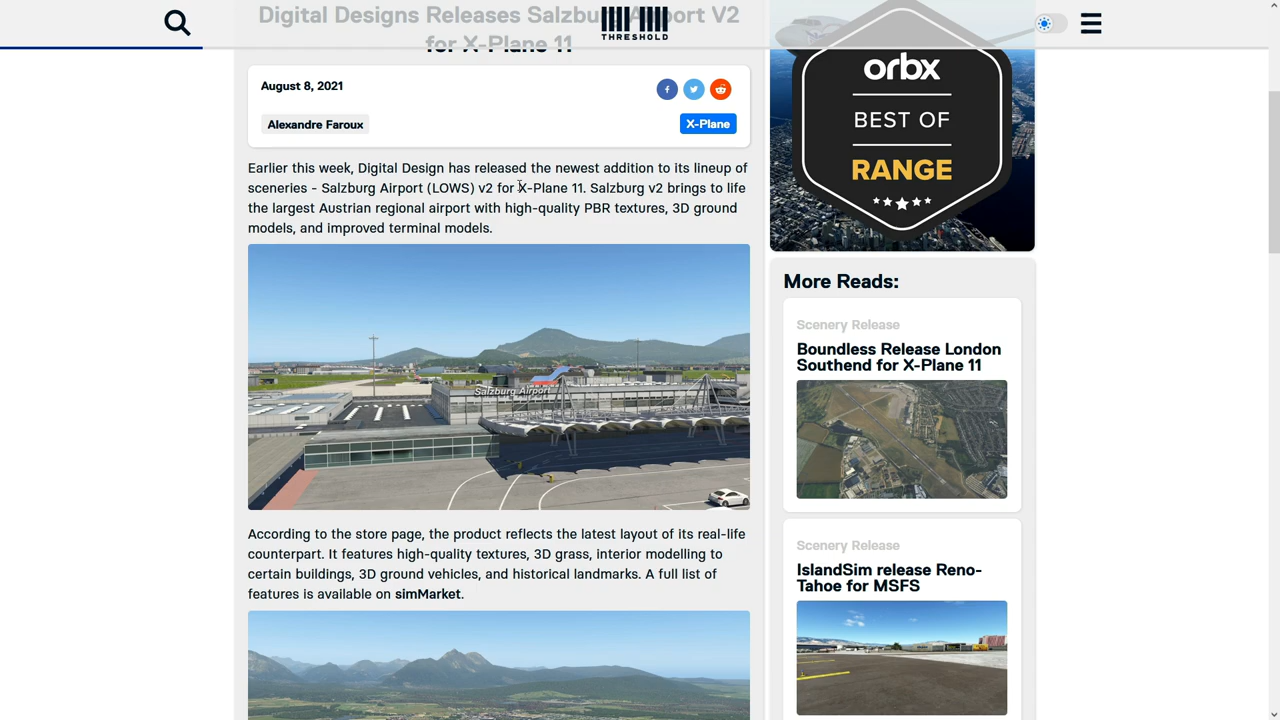 Digital Designs Releases Salzburg Airport V2
for X-Plane 11
THRESHOLD
August 8, 2021
Alexandre Faroux
X-Plane
Earlier this week, Digital Design has released the newest addition to its lineup of
sceneries - Salzburg Airport (LOWS) v2 for X-Plane 11. Salzburg v2 brings to life
the largest Austrian regional airport with high-quality PBR textures, 3D ground
models, and improved terminal models.
Salzburg Airport
According to the store page, the product reflects the latest layout of its real-life
counterpart. It features high-quality textures, 3D grass, interior modelling to
certain buildings, 3D ground vehicles, and historical landmarks. A full list of
features is available on simMarket.
orbx
BEST OF
RANGE
More Reads:
Scenery Release
Boundless Release London
Southend for X-Plane 11
Scenery Release
IslandSim release Reno-
Tahoe for MSFS